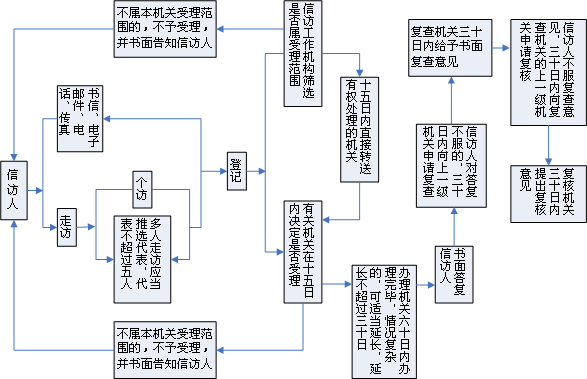 不属本机关受理范
围的，不予受理，
并书面告知信访人
信访工作机构筛选
是否属受理范围
复查机关三十
日内给予书面
复查意见
信访人不服复查意
见，三十日内向复
查机关的上一级机
关申请复核
书信、电子
邮件、电
话、传真
十五日内直接转送
有权处理的机关
信访人
登记
信访人对答复
不服的，三十
日内向上一级
机关申请复查
复核机关
三十日内
提出复核
意见
个访
走访
多人走访应当
推选代表，代
表不超过五人
有关机关在十五日
内决定是否受理
书面答复
信访人
办理机关六十日内办
理完毕，情况复杂
的，可适当延长，延
长不超过三十日
不属本机关受理范
围的，不予受理，
并书面告知信访人